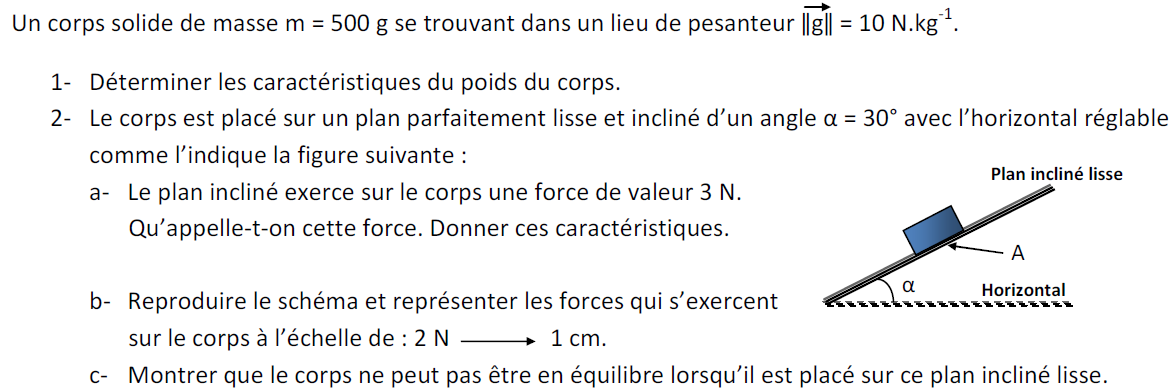 Un corps solide de masse m = 500 g se trouvant dans un lieu de pesanteur ||g⃗|| = 10 N.kg⁻¹.
1- Déterminer les caractéristiques du poids du corps.
2- Le corps est placé sur un plan parfaitement lisse et incliné d’un angle α = 30° avec l’horizontal réglable
comme l’indique la figure suivante :
a- Le plan incliné exerce sur le corps une force de valeur 3 N.
Qu’appelle-t-on cette force. Donner ces caractéristiques.
b- Reproduire le schéma et représenter les forces qui s’exercent
sur le corps à l’échelle de : 2 N ⟶ 1 cm.
c- Montrer que le corps ne peut pas être en équilibre lorsqu’il est placé sur ce plan incliné lisse.
Plan incliné lisse
A
α
Horizontal